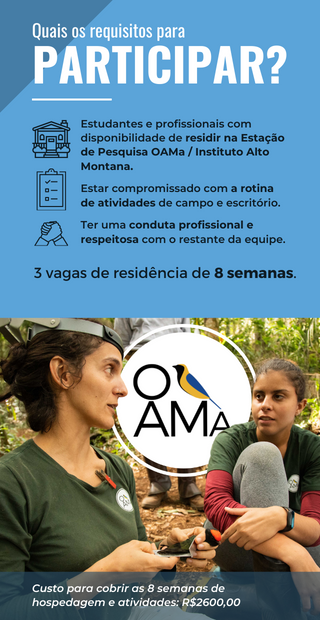 Quais os requisitos para
PARTICIPAR?
Estudantes e profissionais com
disponibilidade de residir na Estação
de Pesquisa OAMa / Instituto Alto
Montana.
Estar compromissado com a rotina
de atividades de campo e escritório.
Ter uma conduta profissional e
respeitosa com o restante da equipe.
3 vagas de residência de 8 semanas.
O
AMa
Custo para cobrir as 8 semanas de
hospedagem e atividades: R$2600,00